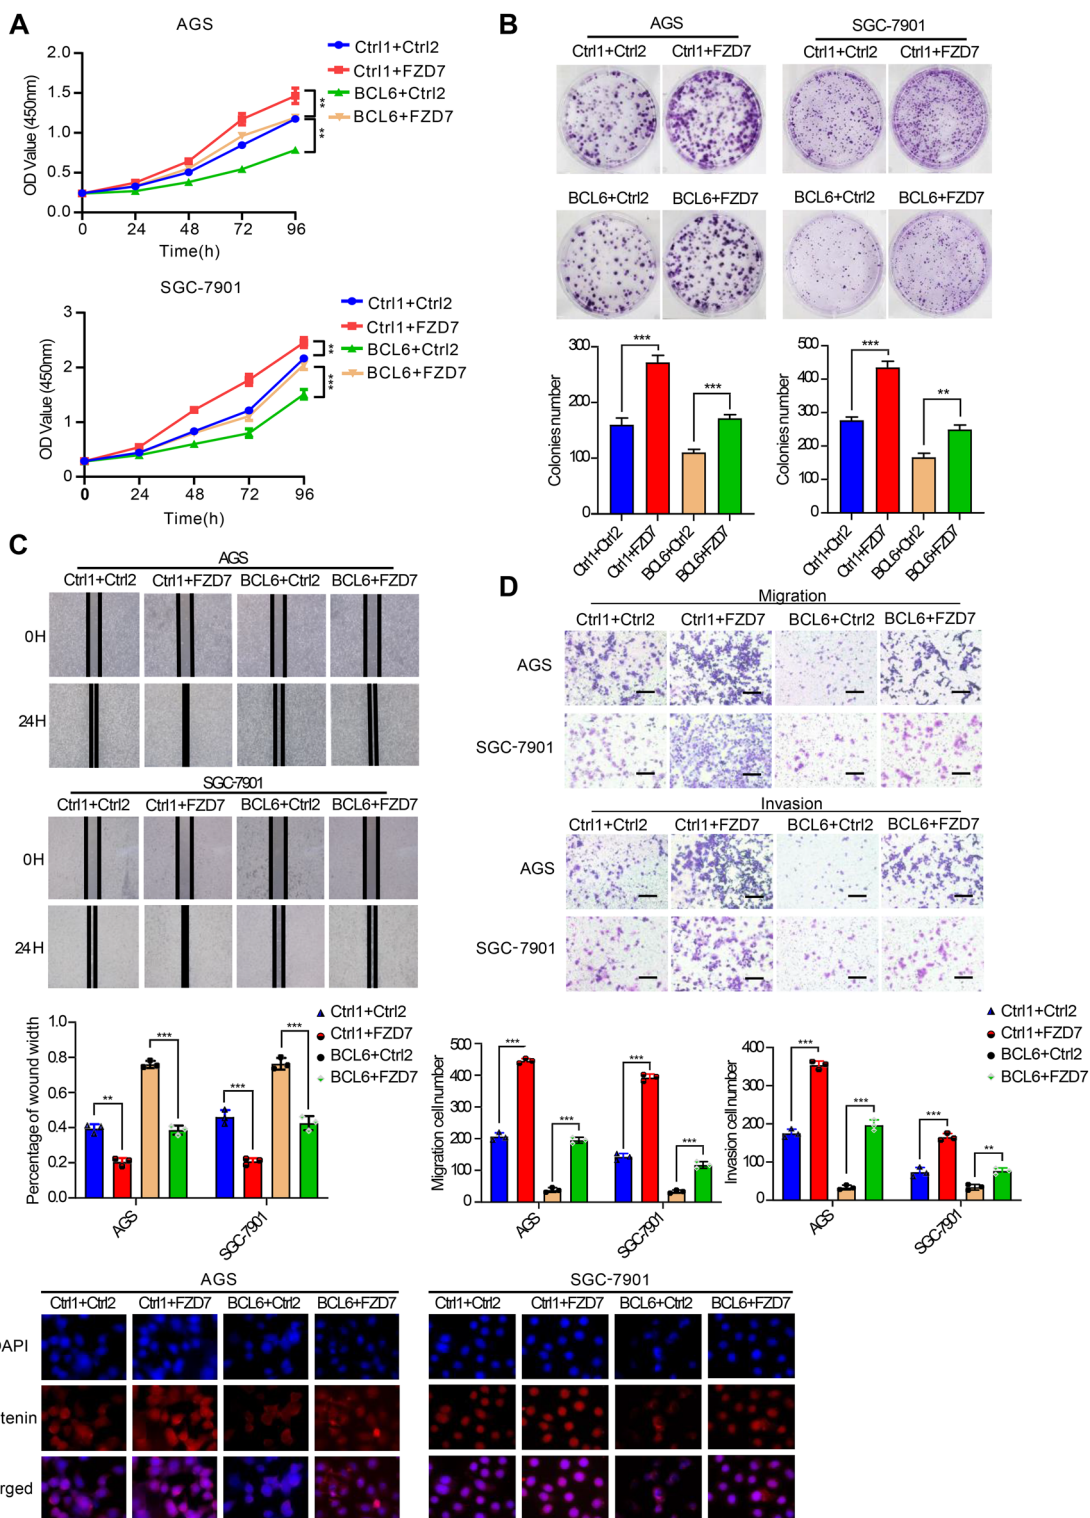 A
AGS
OD Value (450nm)
2.0
1.5
1.0
0.5
0.0
0 24 48 72 96
Time(h)
Ctrl1+Ctrl2
Ctrl1+FZD7
BCL6+Ctrl2
BCL6+FZD7
**
**
SGC-7901
OD Value (450nm)
3
2
1
0
0 24 48 72 96
Time(h)
Ctrl1+Ctrl2
Ctrl1+FZD7
BCL6+Ctrl2
BCL6+FZD7
**
***
B
AGS SGC-7901
Ctrl1+Ctrl2 Ctrl1+FZD7 Ctrl1+Ctrl2 Ctrl1+FZD7
BCL6+Ctrl2 BCL6+FZD7 BCL6+Ctrl2 BCL6+FZD7
Colonies number
300
200
100
0
*** ***
Ctrl1+Ctrl2 Ctrl1+FZD7 BCL6+Ctrl2 BCL6+FZD7
Colonies number
500
400
300
200
100
0
*** **
Ctrl1+Ctrl2 Ctrl1+FZD7 BCL6+Ctrl2 BCL6+FZD7
C
AGS
Ctrl1+Ctrl2 Ctrl1+FZD7 BCL6+Ctrl2 BCL6+FZD7
0H
24H
SGC-7901
Ctrl1+Ctrl2 Ctrl1+FZD7 BCL6+Ctrl2 BCL6+FZD7
0H
24H
Percentage of wound width
1.0
0.8
0.6
0.4
0.2
0.0
** *** *** ***
AGS SGC-7901
Ctrl1+Ctrl2
Ctrl1+FZD7
BCL6+Ctrl2
BCL6+FZD7
D
Migration
Ctrl1+Ctrl2 Ctrl1+FZD7 BCL6+Ctrl2 BCL6+FZD7
AGS
SGC-7901
Invasion
Ctrl1+Ctrl2 Ctrl1+FZD7 BCL6+Ctrl2 BCL6+FZD7
AGS
SGC-7901
Migration cell number
500
400
300
200
100
0
*** *** *** ***
AGS SGC-7901
Invasion cell number
400
300
200
100
0
*** *** *** **
AGS SGC-7901
Ctrl1+Ctrl2
Ctrl1+FZD7
BCL6+Ctrl2
BCL6+FZD7
AGS SGC-7901
Ctrl1+Ctrl2 Ctrl1+FZD7 BCL6+Ctrl2 BCL6+FZD7 Ctrl1+Ctrl2 Ctrl1+FZD7 BCL6+Ctrl2 BCL6+FZD7
API
tenin
rged